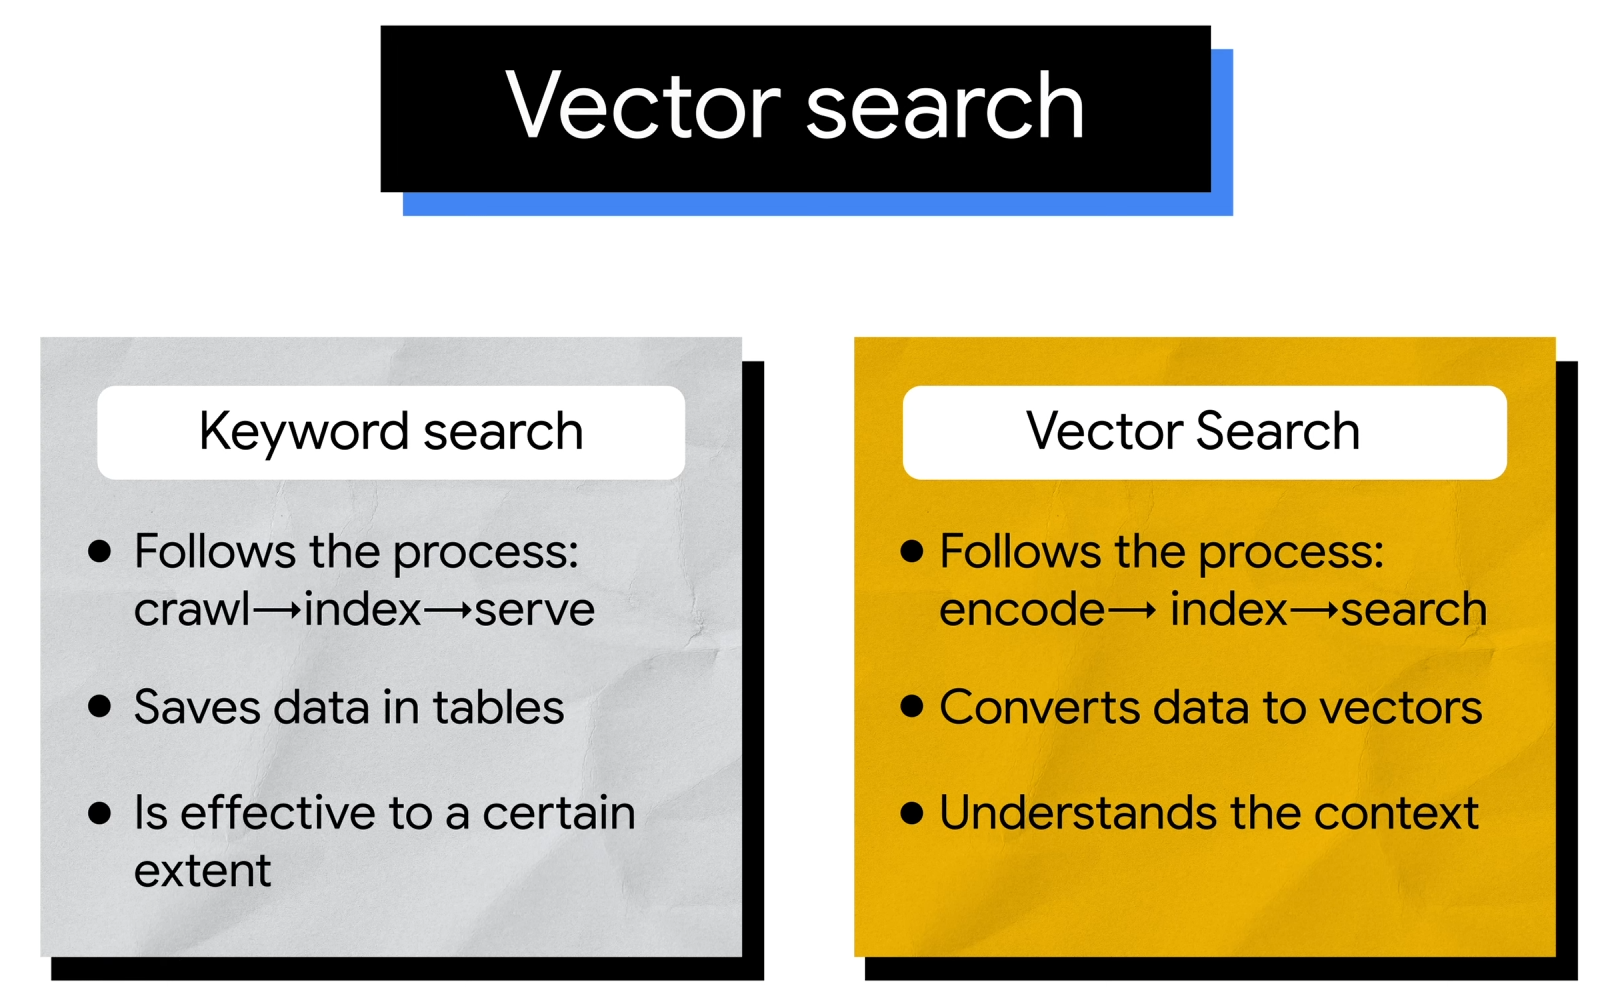 Vector search
Keyword search
● Follows the process:
crawl→index→serve
● Saves data in tables
● Is effective to a certain
extent
Vector Search
● Follows the process:
encode→ index→search
● Converts data to vectors
● Understands the context